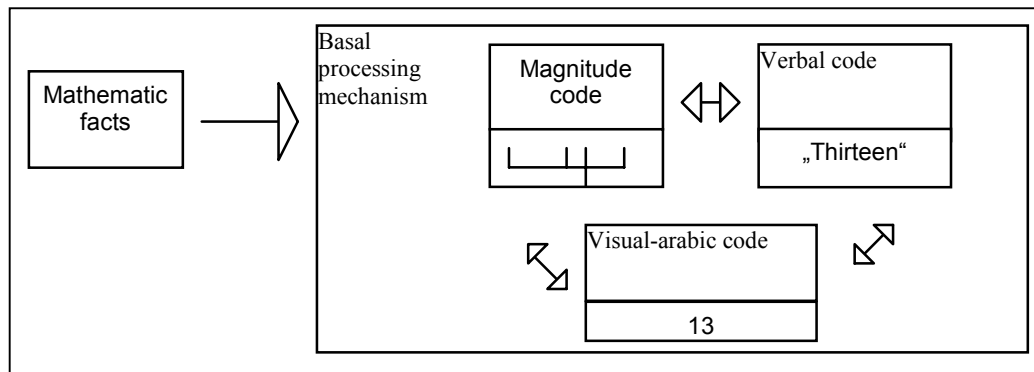 Mathematic
facts
Basal
processing
mechanism
Magnitude
code
Verbal code
„Thirteen“
Visual-arabic code
13